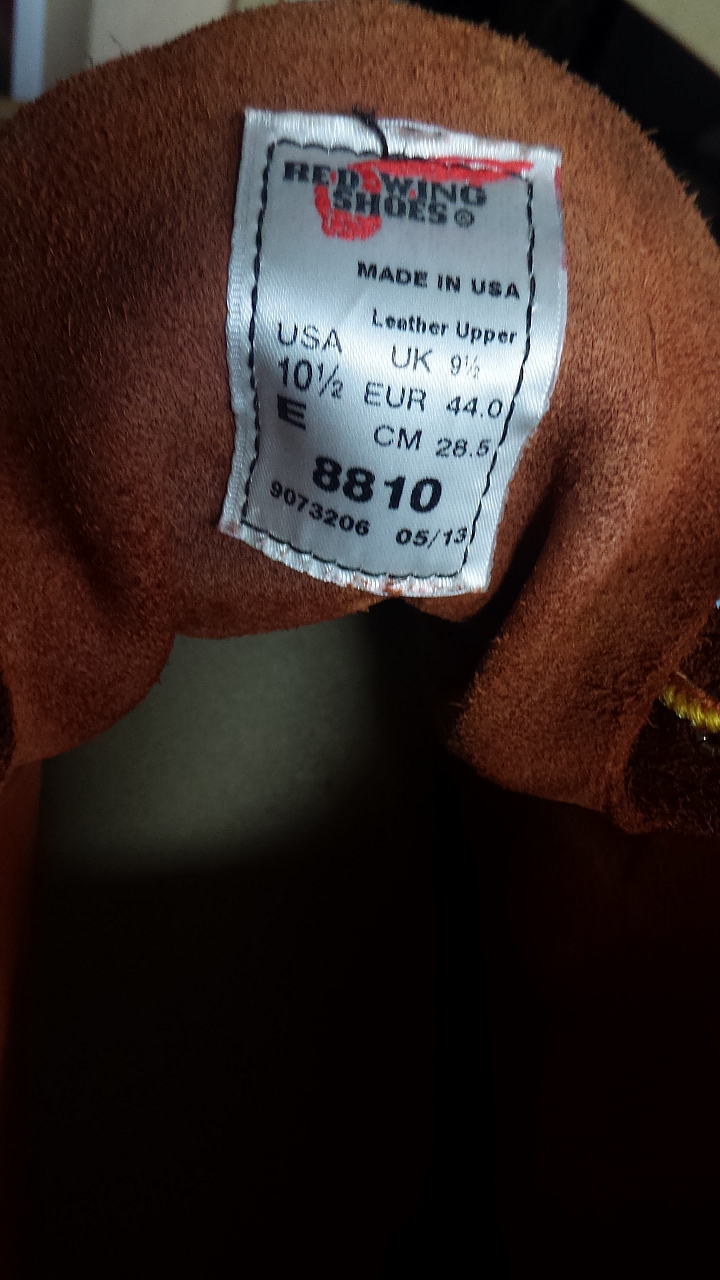 RED WING
SHOES®
MADE IN USA
Leather Upper
USA UK 9½
10½ EUR 44.0
E CM 28.5
8810
9073206 05/13